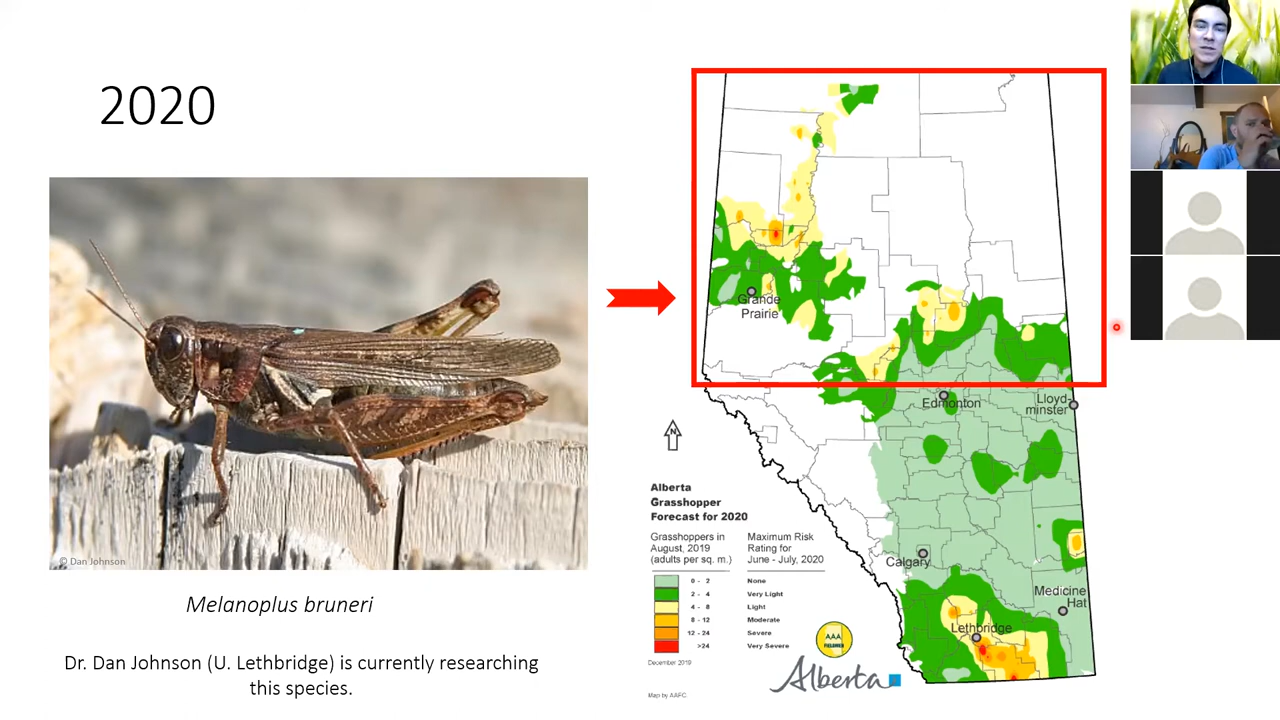 2020
© Dan Johnson
Melanoplus bruneri
Dr. Dan Johnson (U. Lethbridge) is currently researching
this species.
Grande
Prairie
Edmonton
Lloyd-
minster
Calgary
Medicine
Hat
Lethbridge
N
Alberta
Grasshopper
Forecast for 2020
Grasshoppers in
August, 2019
(adults per sq. m.)
Maximum Risk
Rating for
June - July, 2020
0 - 2 None
2 - 4 Very Light
4 - 8 Light
8 - 12 Moderate
12 - 24 Severe
>24 Very Severe
December 2019
Map by AAFC
AAA
FIELDMEN
Alberta